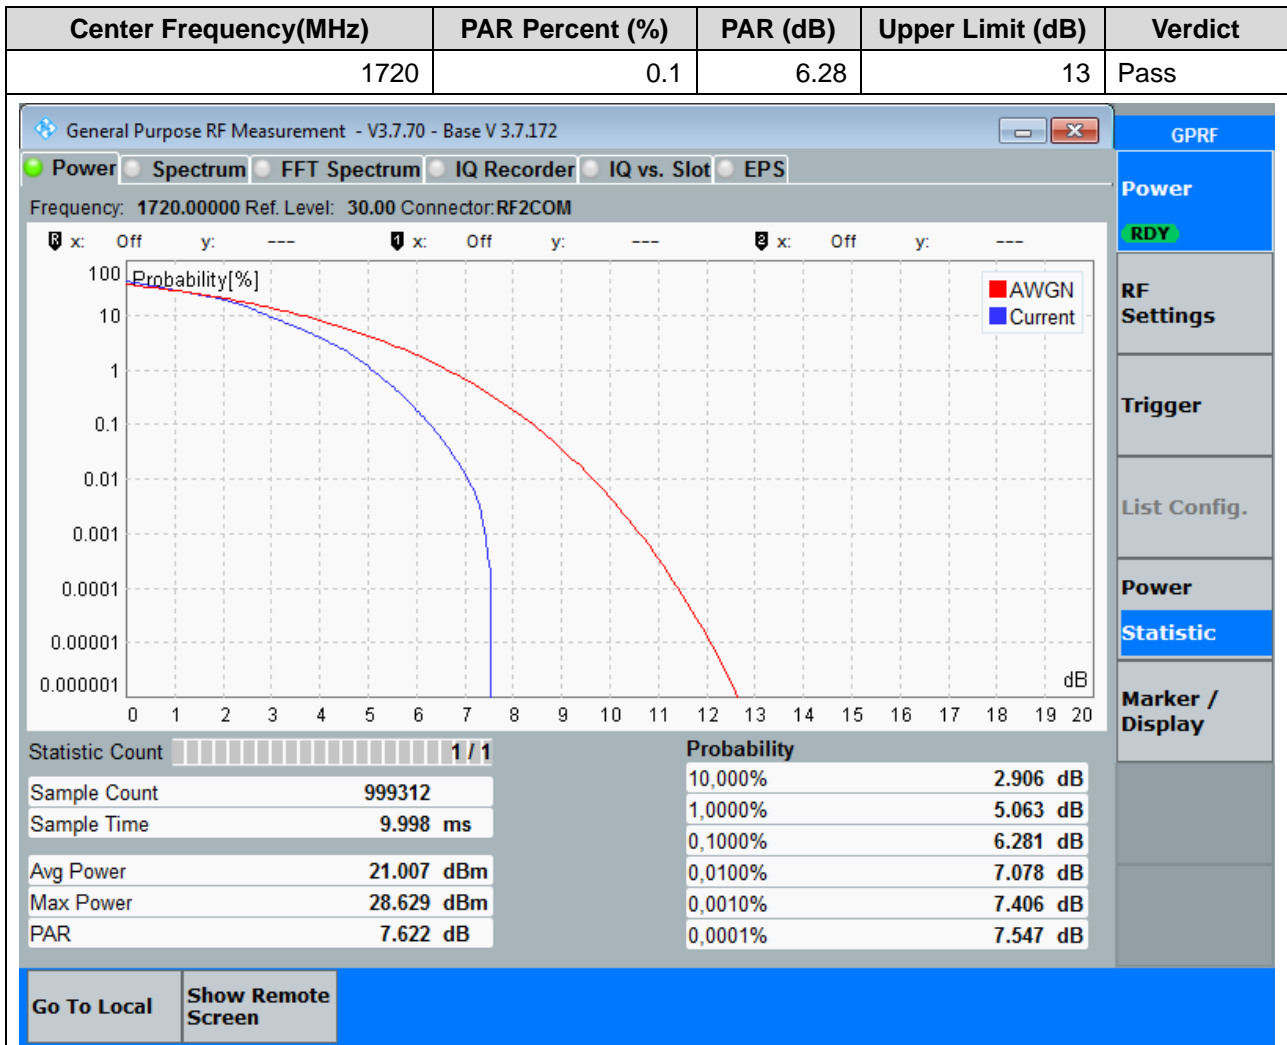 Center Frequency(MHz) PAR Percent (%) PAR (dB) Upper Limit (dB) Verdict
1720 0.1 6.28 13 Pass
General Purpose RF Measurement - V3.7.70 - Base V 3.7.172
GPRF
Power Spectrum FFT Spectrum IQ Recorder IQ vs. Slot EPS
Frequency: 1720.00000 Ref. Level: 30.00 Connector: RF2COM
R x: Off y: --- 1 x: Off y: --- 2 x: Off y: ---
Probability[%]
AWGN
Current
100
10
1
0.1
0.01
0.001
0.0001
0.00001
0.000001
dB
0 1 2 3 4 5 6 7 8 9 10 11 12 13 14 15 16 17 18 19 20
Statistic Count 1 / 1
Sample Count 999312
Sample Time 9.998 ms
Avg Power 21.007 dBm
Max Power 28.629 dBm
PAR 7.622 dB
Probability
10,000% 2.906 dB
1,0000% 5.063 dB
0,1000% 6.281 dB
0,0100% 7.078 dB
0,0010% 7.406 dB
0,0001% 7.547 dB
Power
RDY
RF
Settings
Trigger
List Config.
Power
Statistic
Marker /
Display
Go To Local
Show Remote
Screen